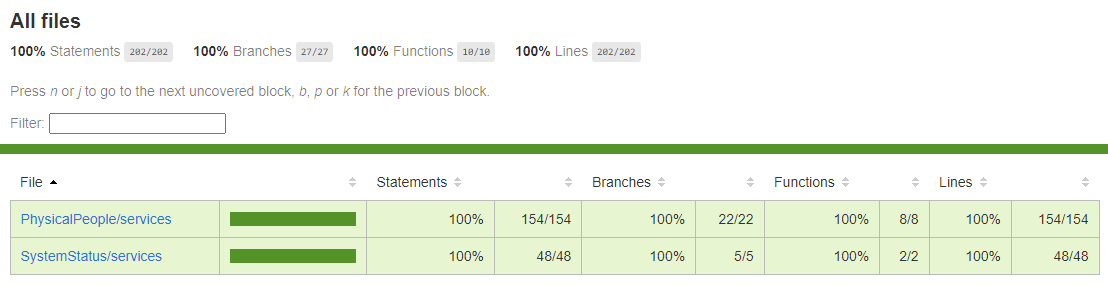 All files
100% Statements 202/202 100% Branches 27/27 100% Functions 10/10 100% Lines 202/202
Press n or j to go to the next uncovered block, b, p or k for the previous block.
Filter:
File Statements Branches Functions Lines
PhysicalPeople/services 100% 154/154 100% 22/22 100% 8/8 100% 154/154
SystemStatus/services 100% 48/48 100% 5/5 100% 2/2 100% 48/48